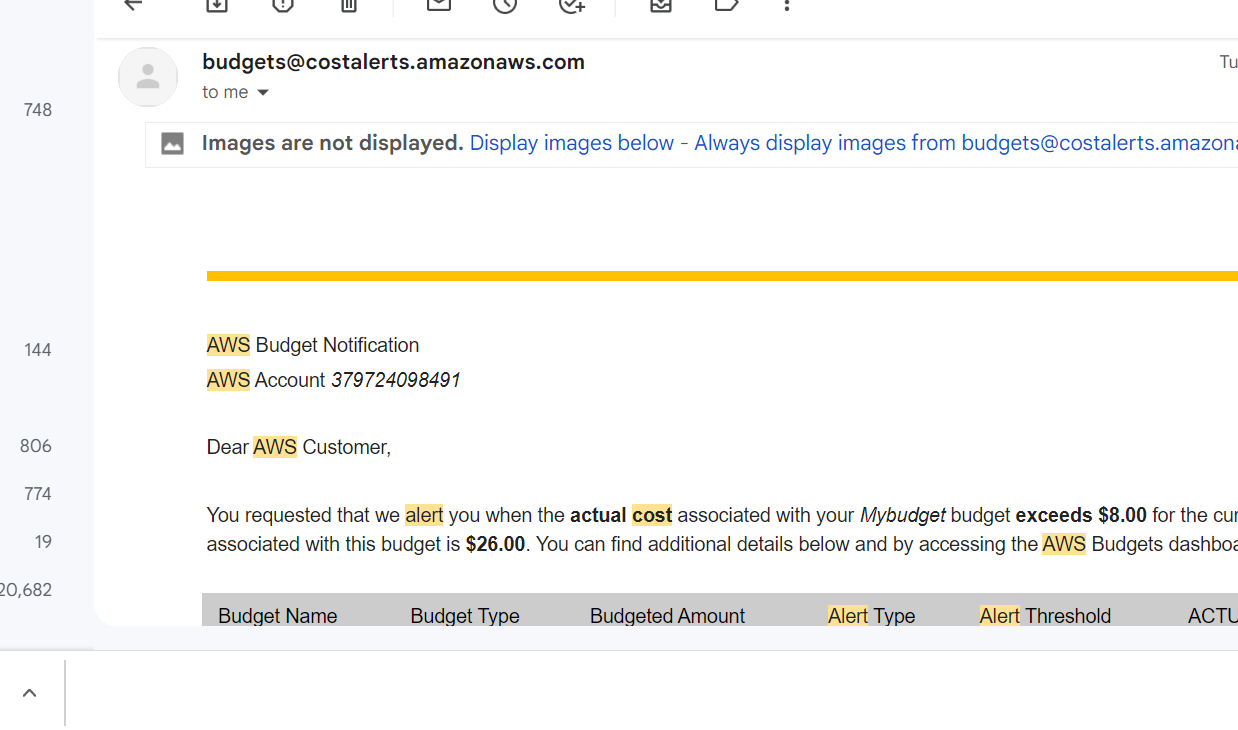 budgets@costalerts.amazonaws.com
Tu
to me
748
Images are not displayed. Display images below - Always display images from budgets@costalerts.amazona
AWS Budget Notification
144
AWS Account 379724098491
806
Dear AWS Customer,
774
You requested that we alert you when the actual cost associated with your Mybudget budget exceeds $8.00 for the cur
19
associated with this budget is $26.00. You can find additional details below and by accessing the AWS Budgets dashboa
20,682
Budget Name Budget Type Budgeted Amount Alert Type Alert Threshold ACTU